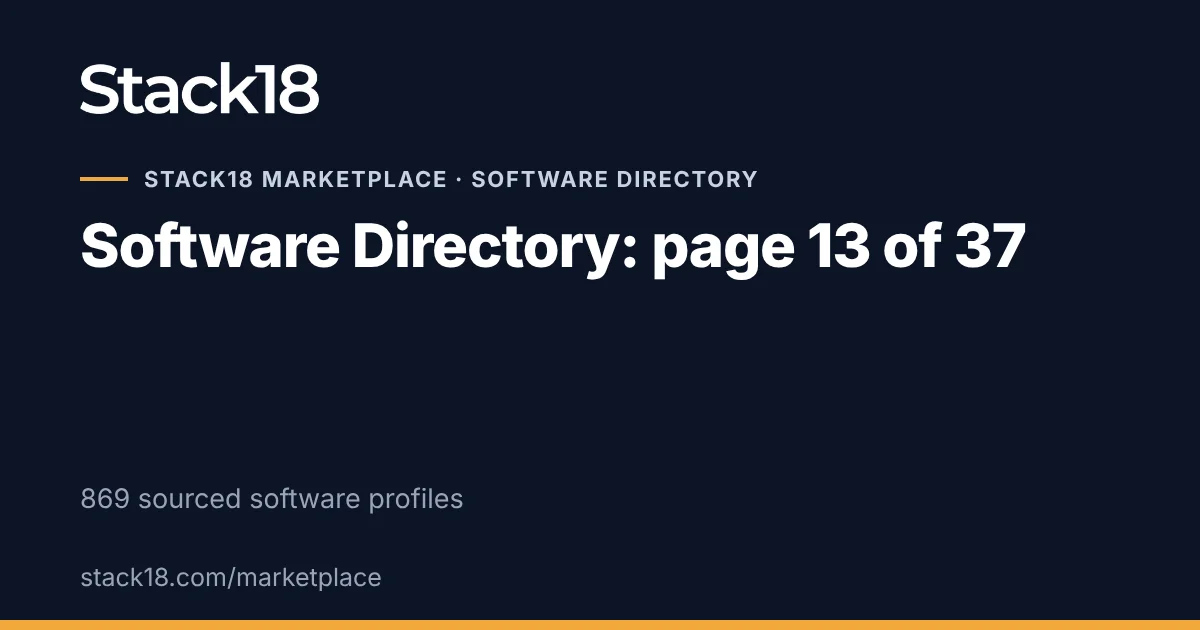 Stack18
STACK18 MARKETPLACE · SOFTWARE DIRECTORY
Software Directory: page 13 of 37
869 sourced software profiles
stack18.com/marketplace